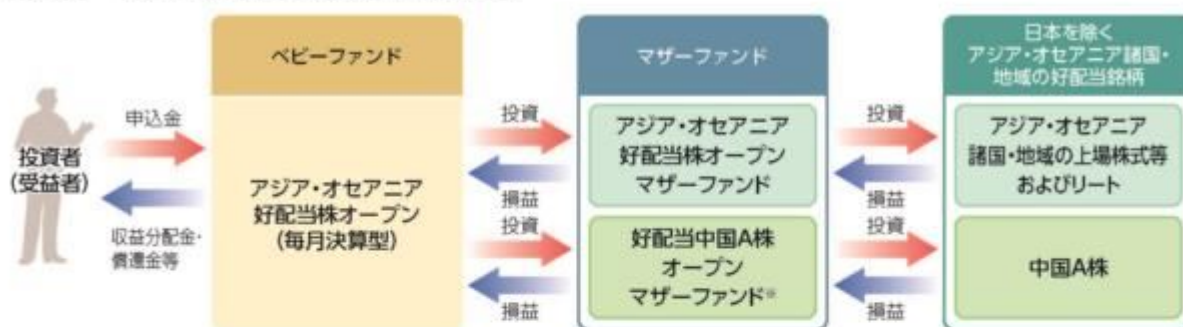 投資者
(受益者)
申込金
収益分配金・
償還金等
ベビーファンド
アジア・オセアニア
好配当株オープン
(毎月決算型)
投資
損益
投資
損益
マザーファンド
アジア・オセアニア
好配当株オープン
マザーファンド
好配当中国A株
オープン
マザーファンド※
投資
損益
投資
損益
日本を除く
アジア・オセアニア諸国・
地域の好配当銘柄
アジア・オセアニア
諸国・地域の上場株式等
およびリート
中国A株